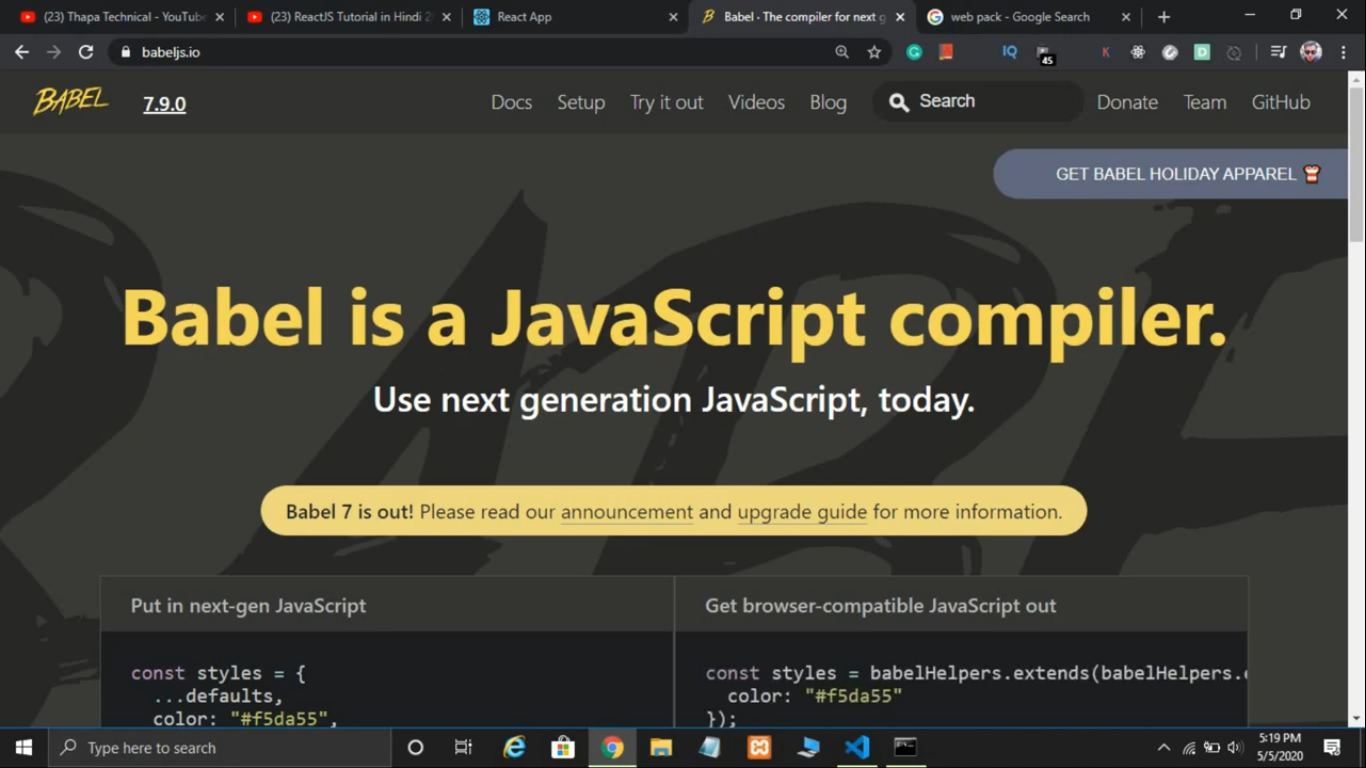 (23) Thapa Technical - YouTube
(23) ReactJS Tutorial in Hindi 2
React App
Babel · The compiler for next g
web pack - Google Search
babeljs.io
IQ
45
K
D
BABEL
7.9.0
Docs
Setup
Try it out
Videos
Blog
Search
Donate
Team
GitHub
GET BABEL HOLIDAY APPAREL
Babel is a JavaScript compiler.
Use next generation JavaScript, today.
Babel 7 is out! Please read our announcement and upgrade guide for more information.
Put in next-gen JavaScript
const styles = {
...defaults,
color: "#f5da55",
Get browser-compatible JavaScript out
const styles = babelHelpers.extends(babelHelpers.
color: "#f5da55"
});
Type here to search
5:19 PM
5/5/2020